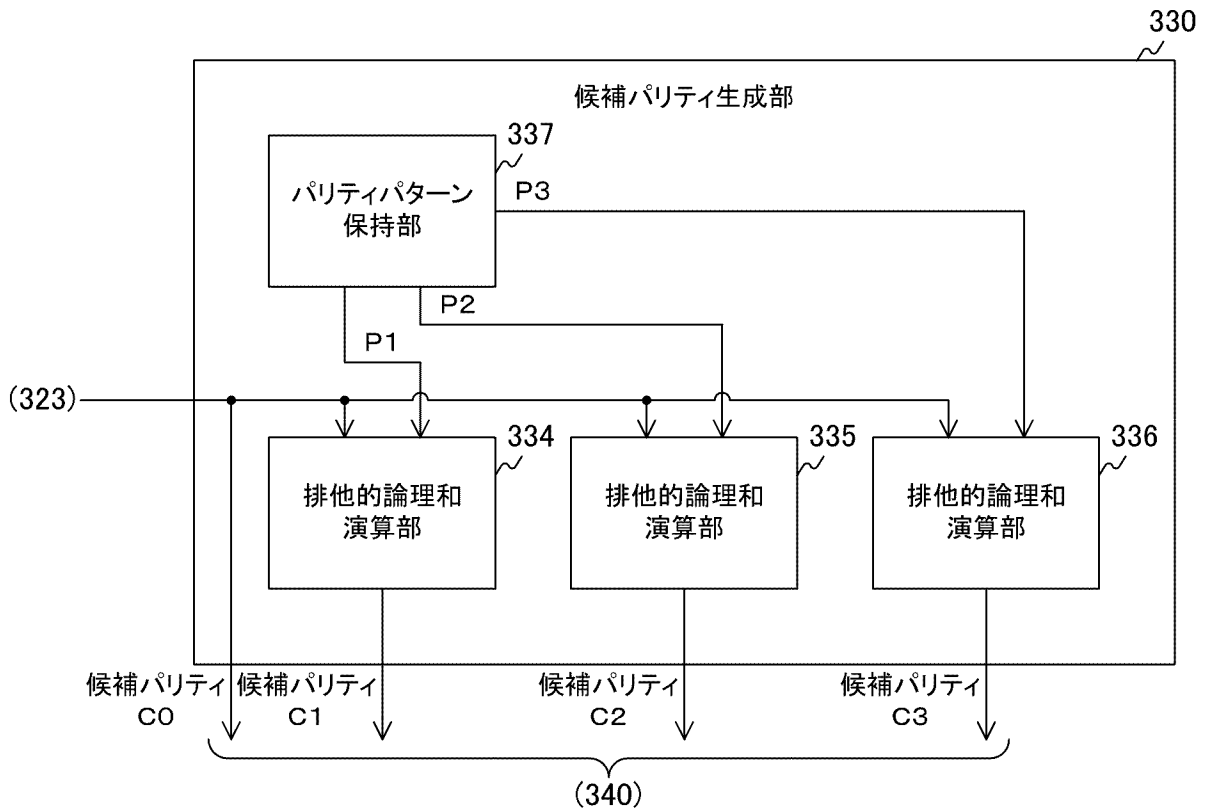 330
候補パリティ生成部
337
パリティパターン
保持部
P3
P2
P1
(323)
334
335
336
排他的論理和
演算部
排他的論理和
演算部
排他的論理和
演算部
候補パリティ
C0
候補パリティ
C1
候補パリティ
C2
候補パリティ
C3
(340)